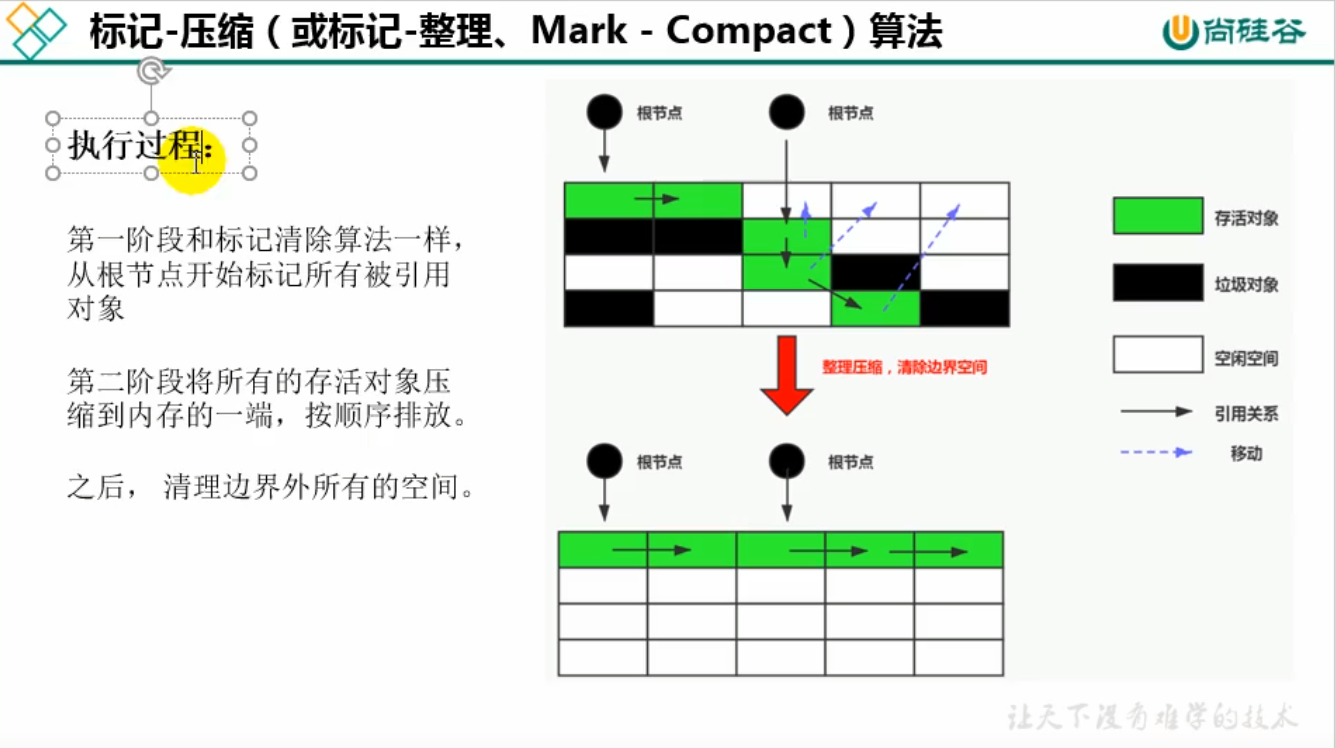 标记-压缩（或标记-整理、Mark - Compact）算法
尚硅谷
执行过程：
第一阶段和标记清除算法一样，
从根节点开始标记所有被引用
对象
第二阶段将所有的存活对象压
缩到内存的一端，按顺序排放。
之后， 清理边界外所有的空间。
根节点
根节点
整理压缩，清除边界空间
根节点
根节点
存活对象
垃圾对象
空闲空间
引用关系
移动
让天下没有难学的技术